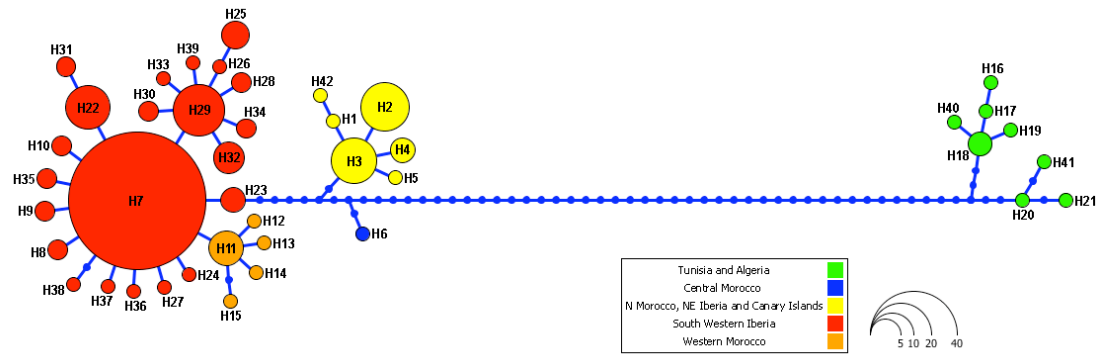 H25
H31
H39
H33
H26
H28
H42
H16
H22
H30
H29
H34
H2
H1
H40
H17
H10
H32
H3
H4
H19
H18
H41
H35
H5
H7
H23
H20
H21
H9
H12
H6
H8
H11
H13
H24
H14
H38
H37
H36
H27
H15
Tunisia and Algeria
Central Morocco
N Morocco, NE Iberia and Canary Islands
South Western Iberia
Western Morocco
5 10 20 40